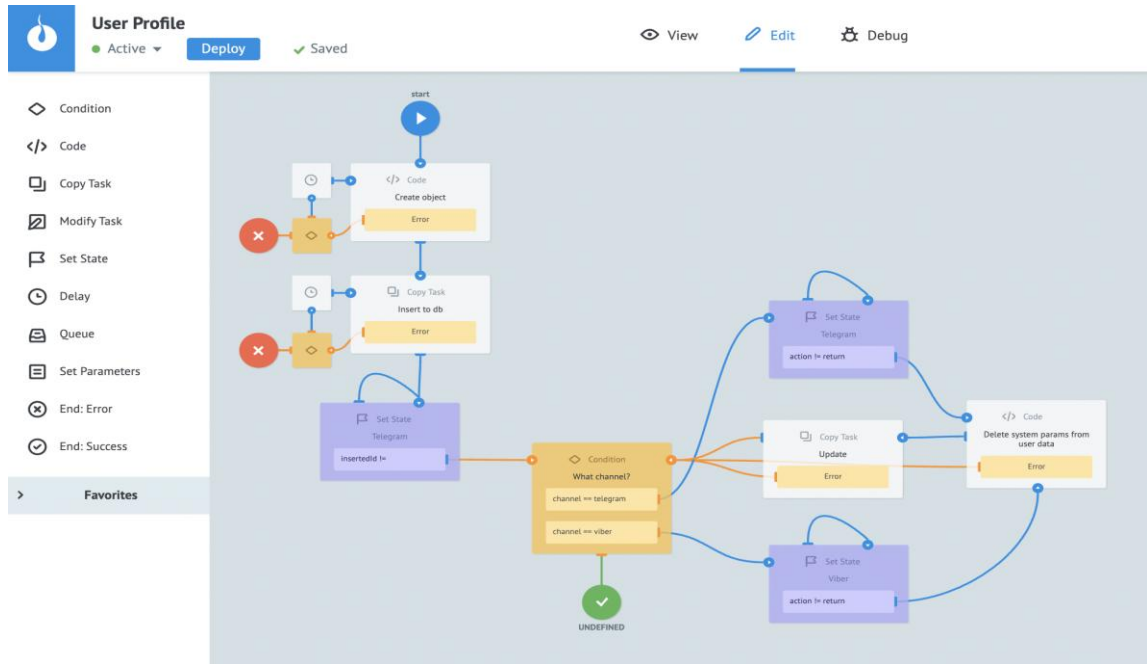 User Profile
Active
Deploy
Saved
View
Edit
Debug
Condition
Code
Copy Task
Modify Task
Set State
Delay
Queue
Set Parameters
End: Error
End: Success
Favorites
start
</> Code
Create object
Error
Copy Task
Insert to db
Error
Set State
Telegram
insertedId !=
Condition
What channel?
channel == telegram
channel == viber
UNDEFINED
Set State
Telegram
action != return
Copy Task
Update
Error
Set State
Viber
action != return
</> Code
Delete system params from
user data
Error